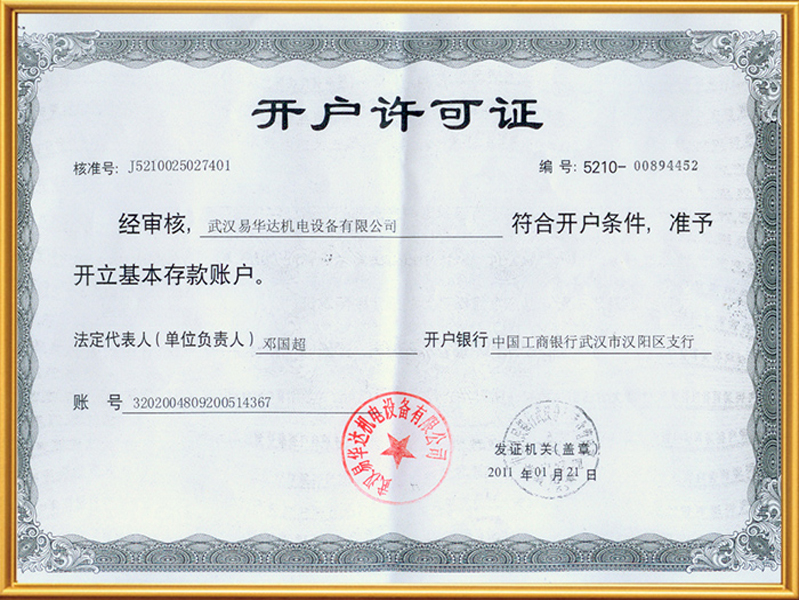 开户许可证
核准号: J5210025027401 编号: 5210- 00894452
经审核, 武汉易华达机电设备有限公司 符合开户条件, 准予
开立基本存款账户。
法定代表人(单位负责人) 邓国超 开户银行 中国工商银行武汉市汉阳区支行
账 号 3202004809200514367
武汉易华达机电设备有限公司
发证机关(盖章)
2011 年 01 月 21 日